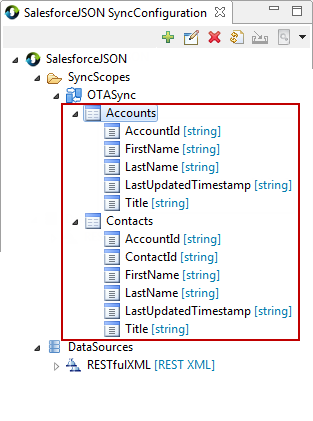 SalesforceJSON SyncConfiguration
SalesforceJSON
SyncScopes
OTASync
Accounts
AccountId [string]
FirstName [string]
LastName [string]
LastUpdatedTimestamp [string]
Title [string]
Contacts
AccountId [string]
ContactId [string]
FirstName [string]
LastName [string]
LastUpdatedTimestamp [string]
Title [string]
DataSources
RESTfulXML [REST XML]